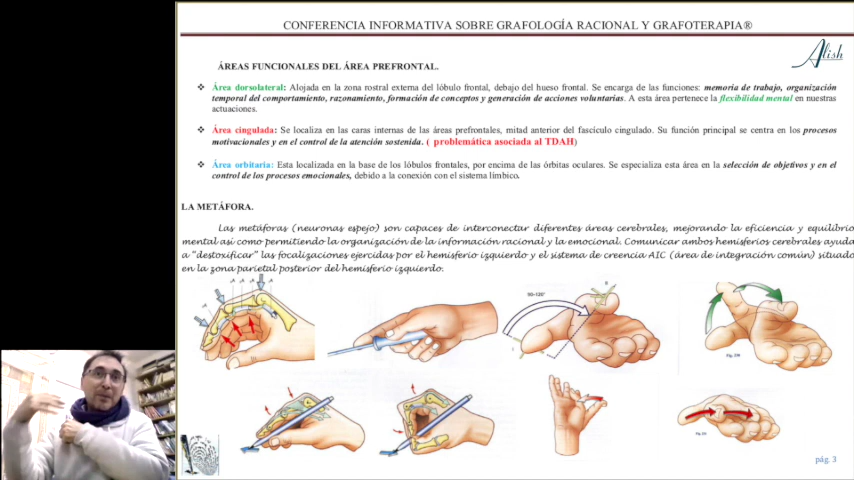 CONFERENCIA INFORMATIVA SOBRE GRAFOLOGÍA RACIONAL Y GRAFOTERAPIA®
Alish
ÁREAS FUNCIONALES DEL ÁREA PREFRONTAL.
❖ Área dorsolateral: Alojada en la zona rostral externa del lóbulo frontal, debajo del hueso frontal. Se encarga de las funciones: memoria de trabajo, organización
temporal del comportamiento, razonamiento, formación de conceptos y generación de acciones voluntarias. A esta área pertenece la flexibilidad mental en nuestras
actuaciones.
❖ Área cingulada: Se localiza en las caras internas de las áreas prefrontales, mitad anterior del fascículo cingulado. Su función principal se centra en los procesos
motivacionales y en el control de la atención sostenida. ( problemática asociada al TDAH)
❖ Área orbitaria: Esta localizada en la base de los lóbulos frontales, por encima de las órbitas oculares. Se especializa esta área en la selección de objetivos y en el
control de los procesos emocionales, debido a la conexión con el sistema límbico.
LA METÁFORA.
Las metáforas (neuronas espejo) son capaces de interconectar diferentes áreas cerebrales, mejorando la eficiencia y equilibrio
mental así como permitiendo la organización de la información racional y la emocional. Comunicar ambos hemisferios cerebrales ayuda
a "destoxificar" las focalizaciones ejercidas por el hemisferio izquierdo y el sistema de creencia AIC (área de integración común) situado
en la zona parietal posterior del hemisferio izquierdo.
90-120°
pág. 3